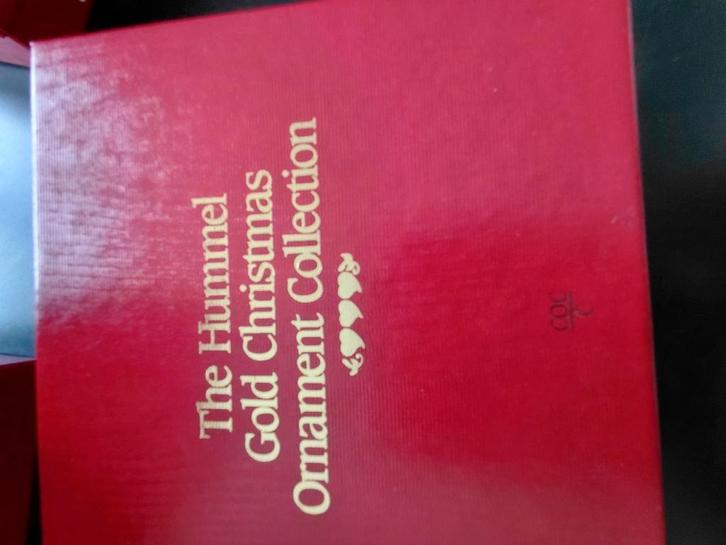 The Hummel
Gold Christmas
Ornament Collection